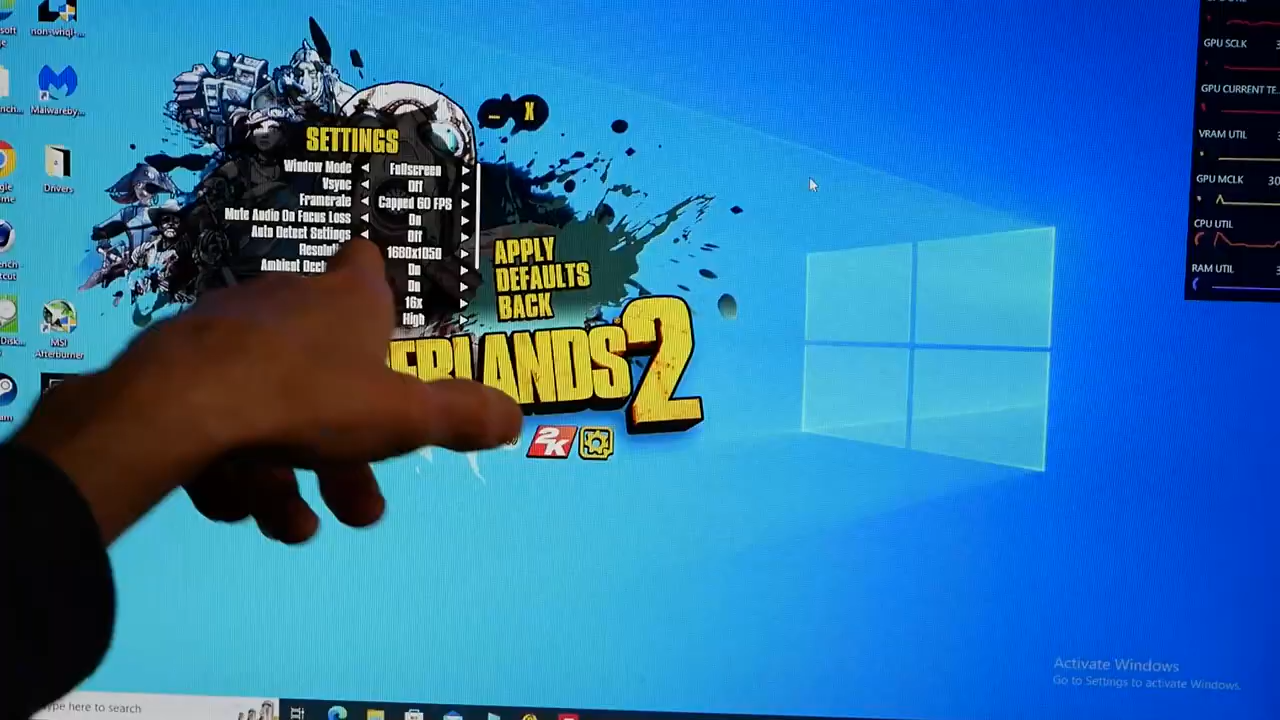 non-whql-...
Malwareby...
Drivers
MSI
Afterburner
SETTINGS
Window Mode Fullscreen
Vsync Off
Framerate Capped 60 FPS
Mute Audio On Focus Loss On
Auto Detect Settings Off
1680x1050
On
On
16x
High
X
APPLY
DEFAULTS
BACK
2
2K
GPU SCLK
GPU CURRENT TE..
VRAM UTIL
GPU MCLK 30
CPU UTIL
RAM UTIL
Activate Windows
Go to Settings to activate Windows.
here to search